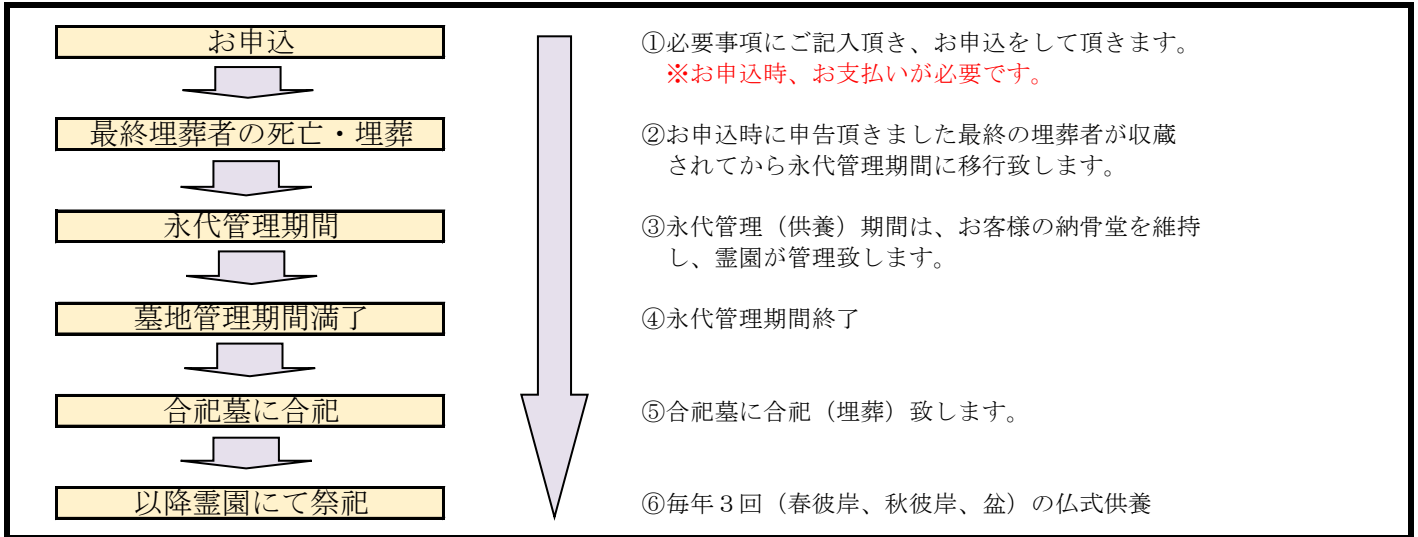 お申込
①必要事項にご記入頂き、お申込をして頂きます。
※お申込時、お支払いが必要です。
最終埋葬者の死亡・埋葬
②お申込時に申告頂きました最終の埋葬者が収蔵
されてから永代管理期間に移行致します。
永代管理期間
③永代管理（供養）期間は、お客様の納骨堂を維持
し、霊園が管理致します。
墓地管理期間満了
④永代管理期間終了
合祀墓に合祀
⑤合祀墓に合祀（埋葬）致します。
以降霊園にて祭祀
⑥毎年３回（春彼岸、秋彼岸、盆）の仏式供養